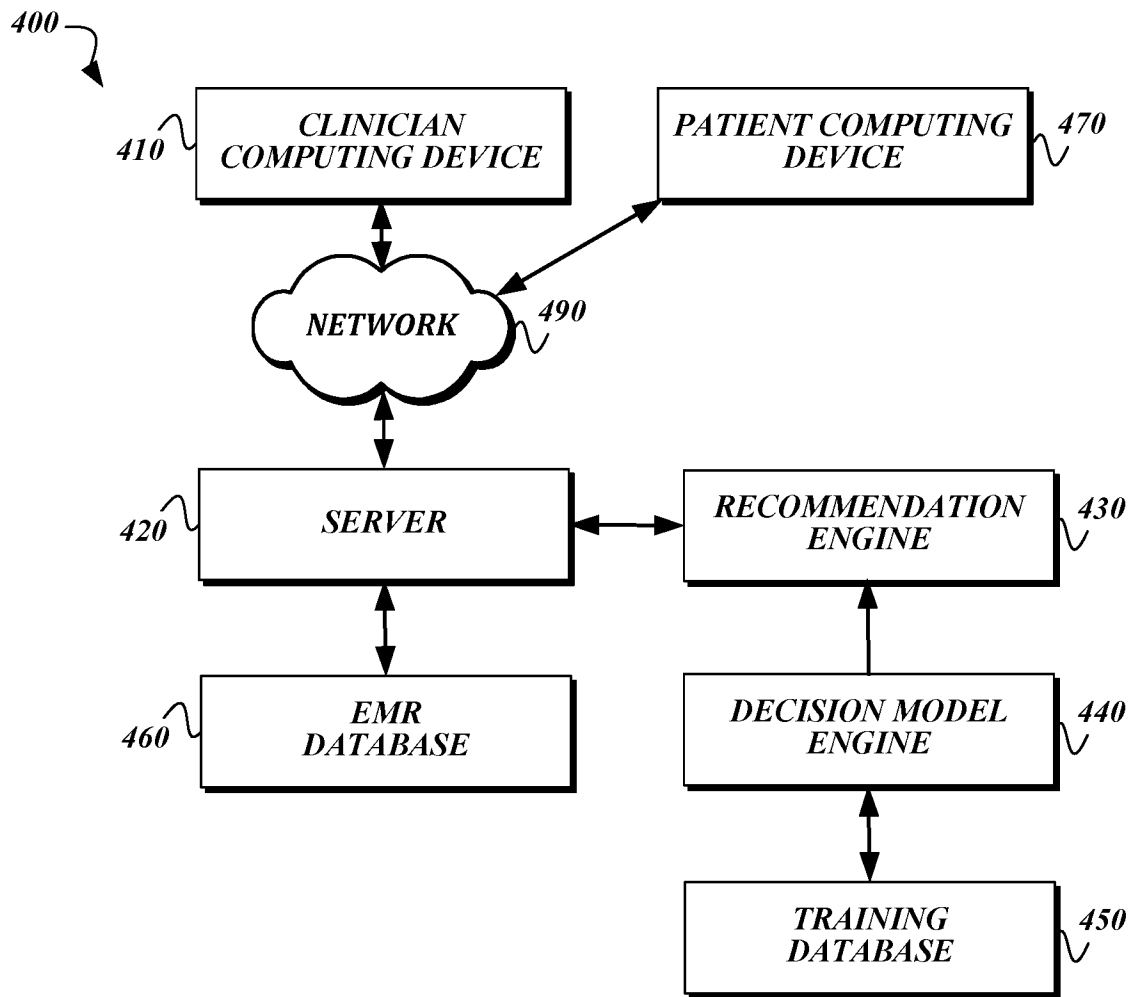 400
CLINICIAN
COMPUTING DEVICE
410
PATIENT COMPUTING
DEVICE
470
NETWORK
490
SERVER
420
RECOMMENDATION
ENGINE
430
EMR
DATABASE
460
DECISION MODEL
ENGINE
440
TRAINING
DATABASE
450